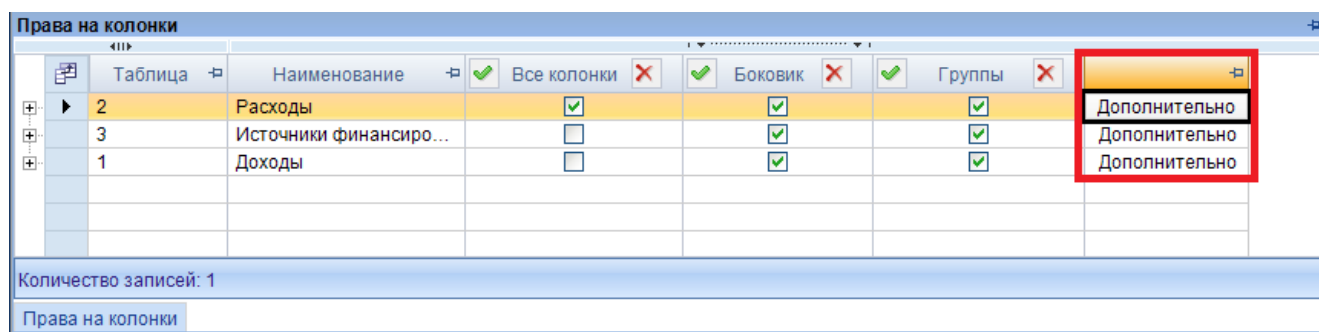 Права на колонки
Таблица Наименование Все колонки Боковик Группы
2 Расходы Дополнительно
3 Источники финансиро... Дополнительно
1 Доходы Дополнительно
Количество записей: 1
Права на колонки